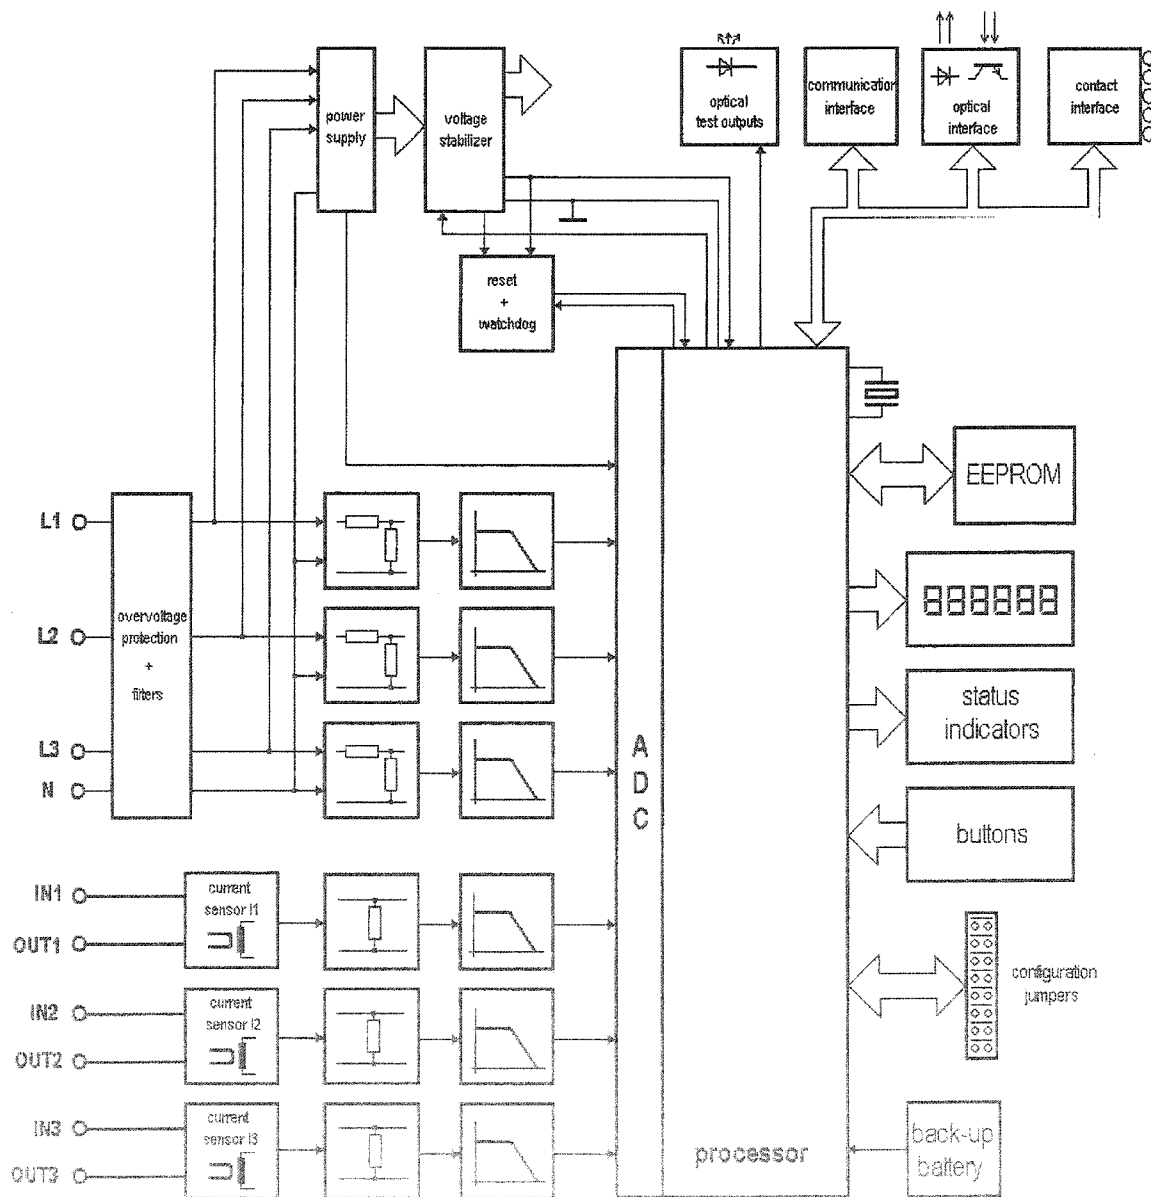 power
supply
voltage
stabilizer
optical
test outputs
communication
interface
optical
interface
contact
interface
reset
+
watchdog
EEPROM
L1
L2
L3
N
overvoltage
protection
+
filters
888888
status
indicators
A
D
C
buttons
IN1
OUT1
current
sensor I1
configuration
jumpers
IN2
OUT2
current
sensor I2
IN3
OUT3
current
sensor I3
processor
back-up
battery